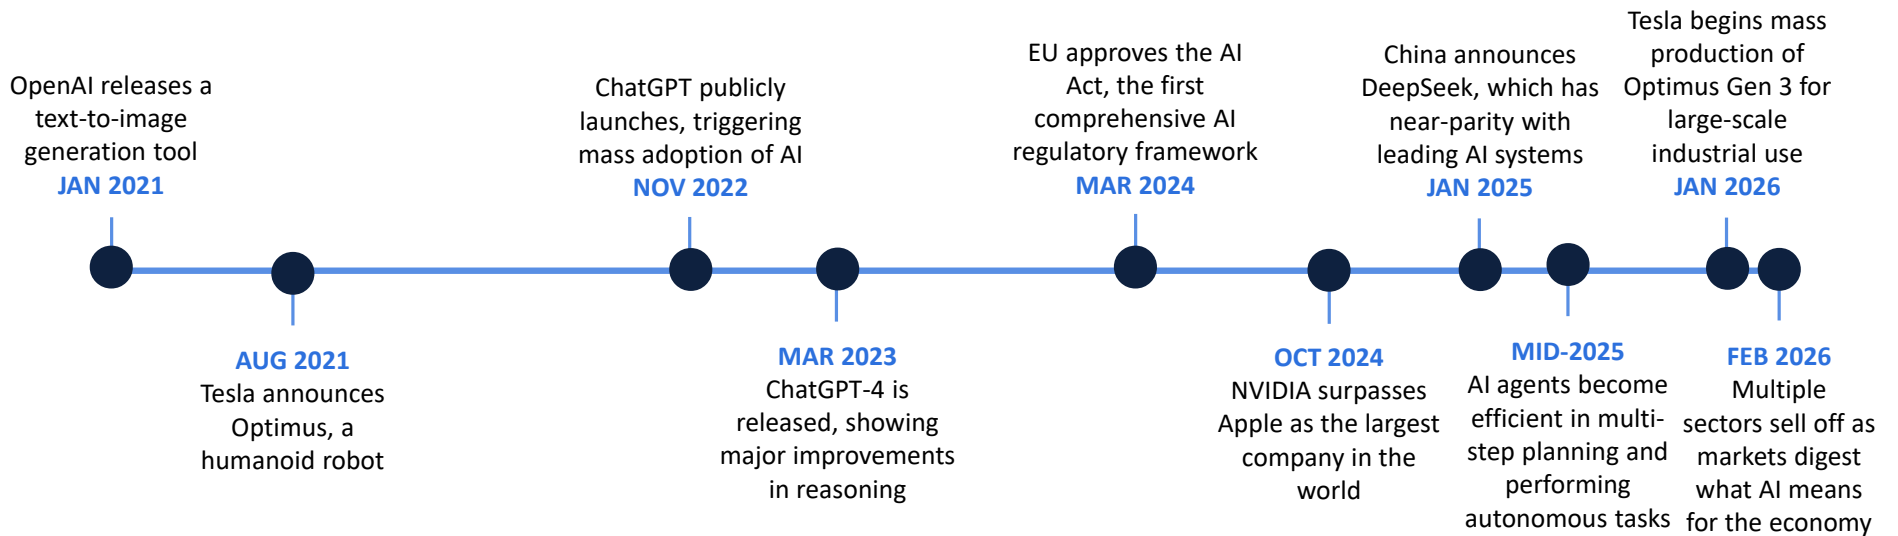 OpenAI releases a
text-to-image
generation tool
JAN 2021
AUG 2021
Tesla announces
Optimus, a
humanoid robot
ChatGPT publicly
launches, triggering
mass adoption of AI
NOV 2022
MAR 2023
ChatGPT-4 is
released, showing
major improvements
in reasoning
EU approves the AI
Act, the first
comprehensive AI
regulatory framework
MAR 2024
OCT 2024
NVIDIA surpasses
Apple as the largest
company in the
world
China announces
DeepSeek, which has
near-parity with
leading AI systems
JAN 2025
MID-2025
AI agents become
efficient in multi-
step planning and
performing
autonomous tasks
Tesla begins mass
production of
Optimus Gen 3 for
large-scale
industrial use
JAN 2026
FEB 2026
Multiple
sectors sell off as
markets digest
what AI means
for the economy